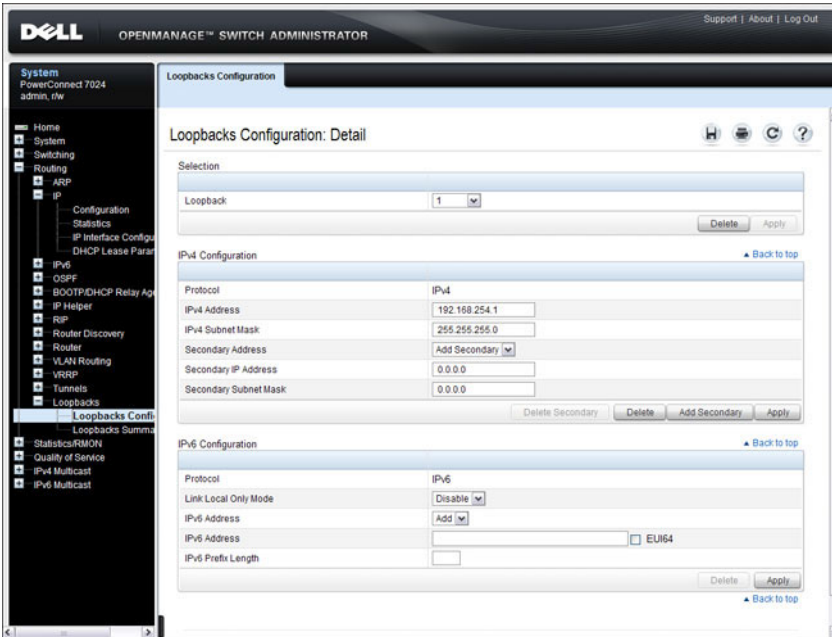 DELL
OPENMANAGE™ SWITCH ADMINISTRATOR
Support | About | Log Out
System
PowerConnect 7024
admin, r/w
Home
System
Switching
Routing
ARP
IP
Configuration
Statistics
IP Interface Configu
DHCP Lease Param
IPv6
OSPF
BOOTP/DHCP Relay Age
IP Helper
RIP
Router Discovery
Router
VLAN Routing
VRRP
Tunnels
Loopbacks
Loopbacks Confi
Loopbacks Summa
Statistics/RMON
Quality of Service
IPv4 Multicast
IPv6 Multicast
Loopbacks Configuration
Loopbacks Configuration: Detail
?
Selection
Loopback 1
Delete Apply
IPv4 Configuration Back to top
Protocol IPv4
IPv4 Address 192.168.254.1
IPv4 Subnet Mask 255.255.255.0
Secondary Address Add Secondary
Secondary IP Address 0.0.0.0
Secondary Subnet Mask 0.0.0.0
Delete Secondary Delete Add Secondary Apply
IPv6 Configuration Back to top
Protocol IPv6
Link Local Only Mode Disable
IPv6 Address Add
IPv6 Address EUI64
IPv6 Prefix Length
Delete Apply
Back to top